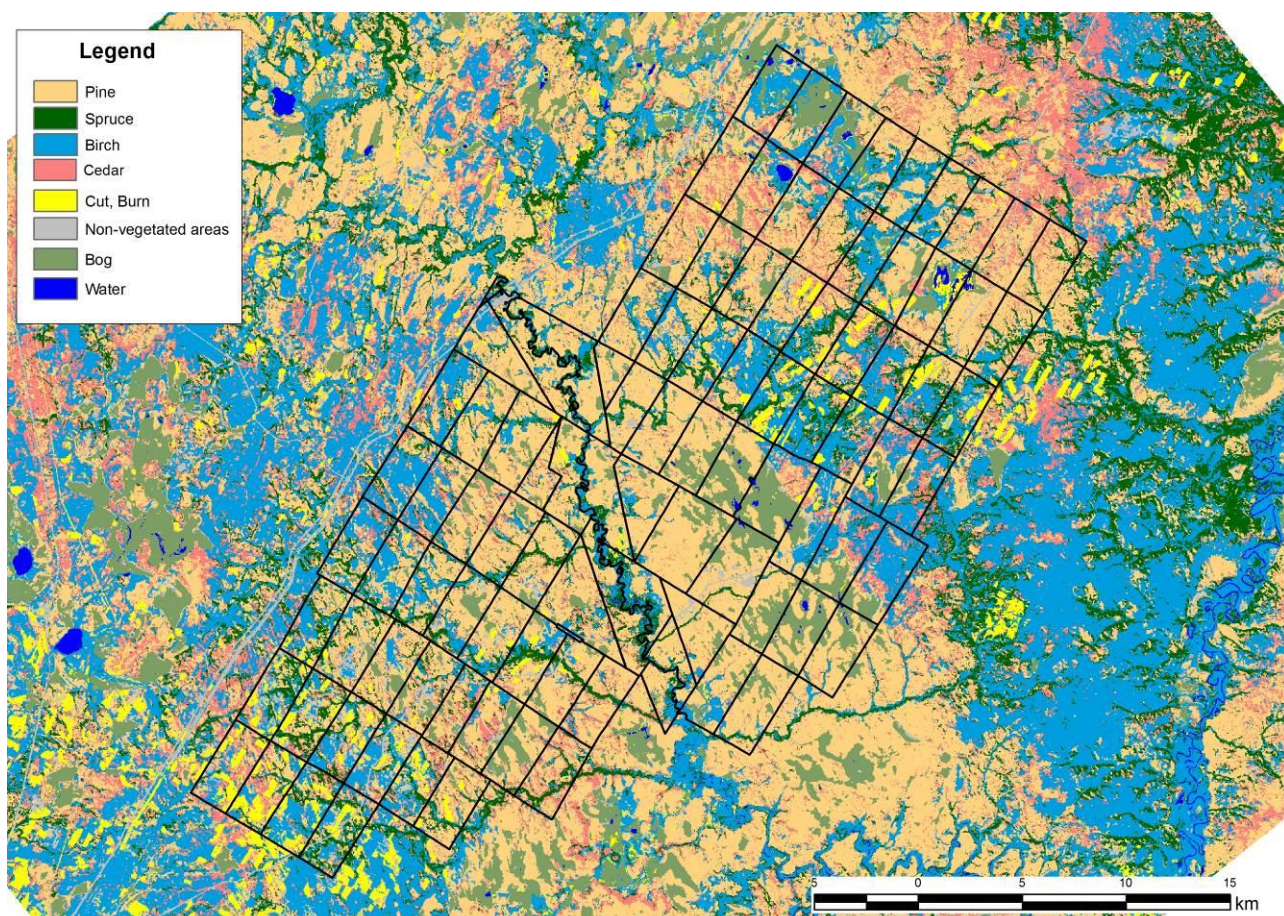 Legend
Pine
Spruce
Birch
Cedar
Cut, Burn
Non-vegetated areas
Bog
Water
5 0 5 10 15
km